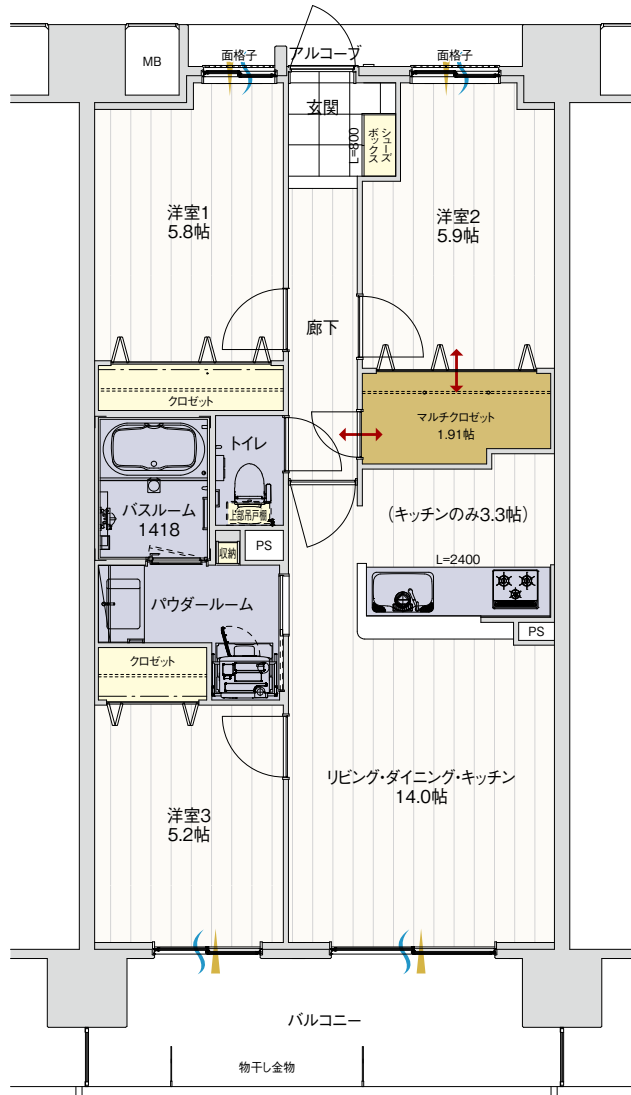 MB
面格子
アルコーブ
面格子
玄関
シューズ
ボックス
L=800
洋室1
5.8帖
洋室2
5.9帖
廊下
クロゼット
マルチクロゼット
1.91帖
トイレ
バスルーム
1418
上部吊戸棚
(キッチンのみ3.3帖)
収納
PS
L=2400
パウダールーム
PS
クロゼット
リビング・ダイニング・キッチン
14.0帖
洋室3
5.2帖
バルコニー
物干し金物